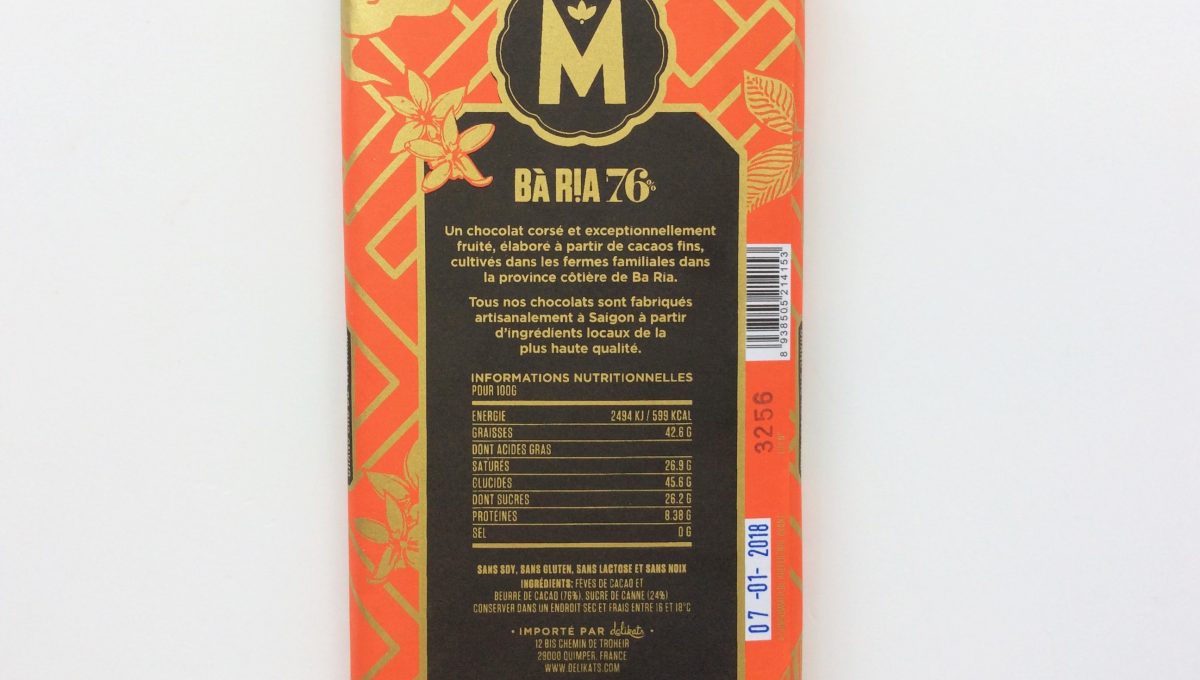 M
BÀ RỊA 76%
Un chocolat corsé et exceptionnellement
fruité, élaboré à partir de cacaos fins,
cultivés dans les fermes familiales dans
la province côtière de Ba Ria.
Tous nos chocolats sont fabriqués
artisanalement à Saigon à partir
d'ingrédients locaux de la
plus haute qualité.
INFORMATIONS NUTRITIONNELLES
POUR 100G
ENERGIE 2494 KJ / 599 KCAL
GRAISSES 42.6 G
DONT ACIDES GRAS
SATURÉS 26.9 G
GLUCIDES 45.6 G
DONT SUCRES 26.2 G
PROTÉINES 8.38 G
SEL 0 G
SANS SOY, SANS GLUTEN, SANS LACTOSE ET SANS NOIX
INGRÉDIENTS: FÈVES DE CACAO ET
BEURRE DE CACAO (76%), SUCRE DE CANNE (24%)
CONSERVER DANS UN ENDROIT SEC ET FRAIS ENTRE 16 ET 18°C
• IMPORTÉ PAR delikats •
12 BIS CHEMIN DE TROHEIR
29000 QUIMPER, FRANCE
WWW.DELIKATS.COM
8 938505 214153
3256
07-01-2018